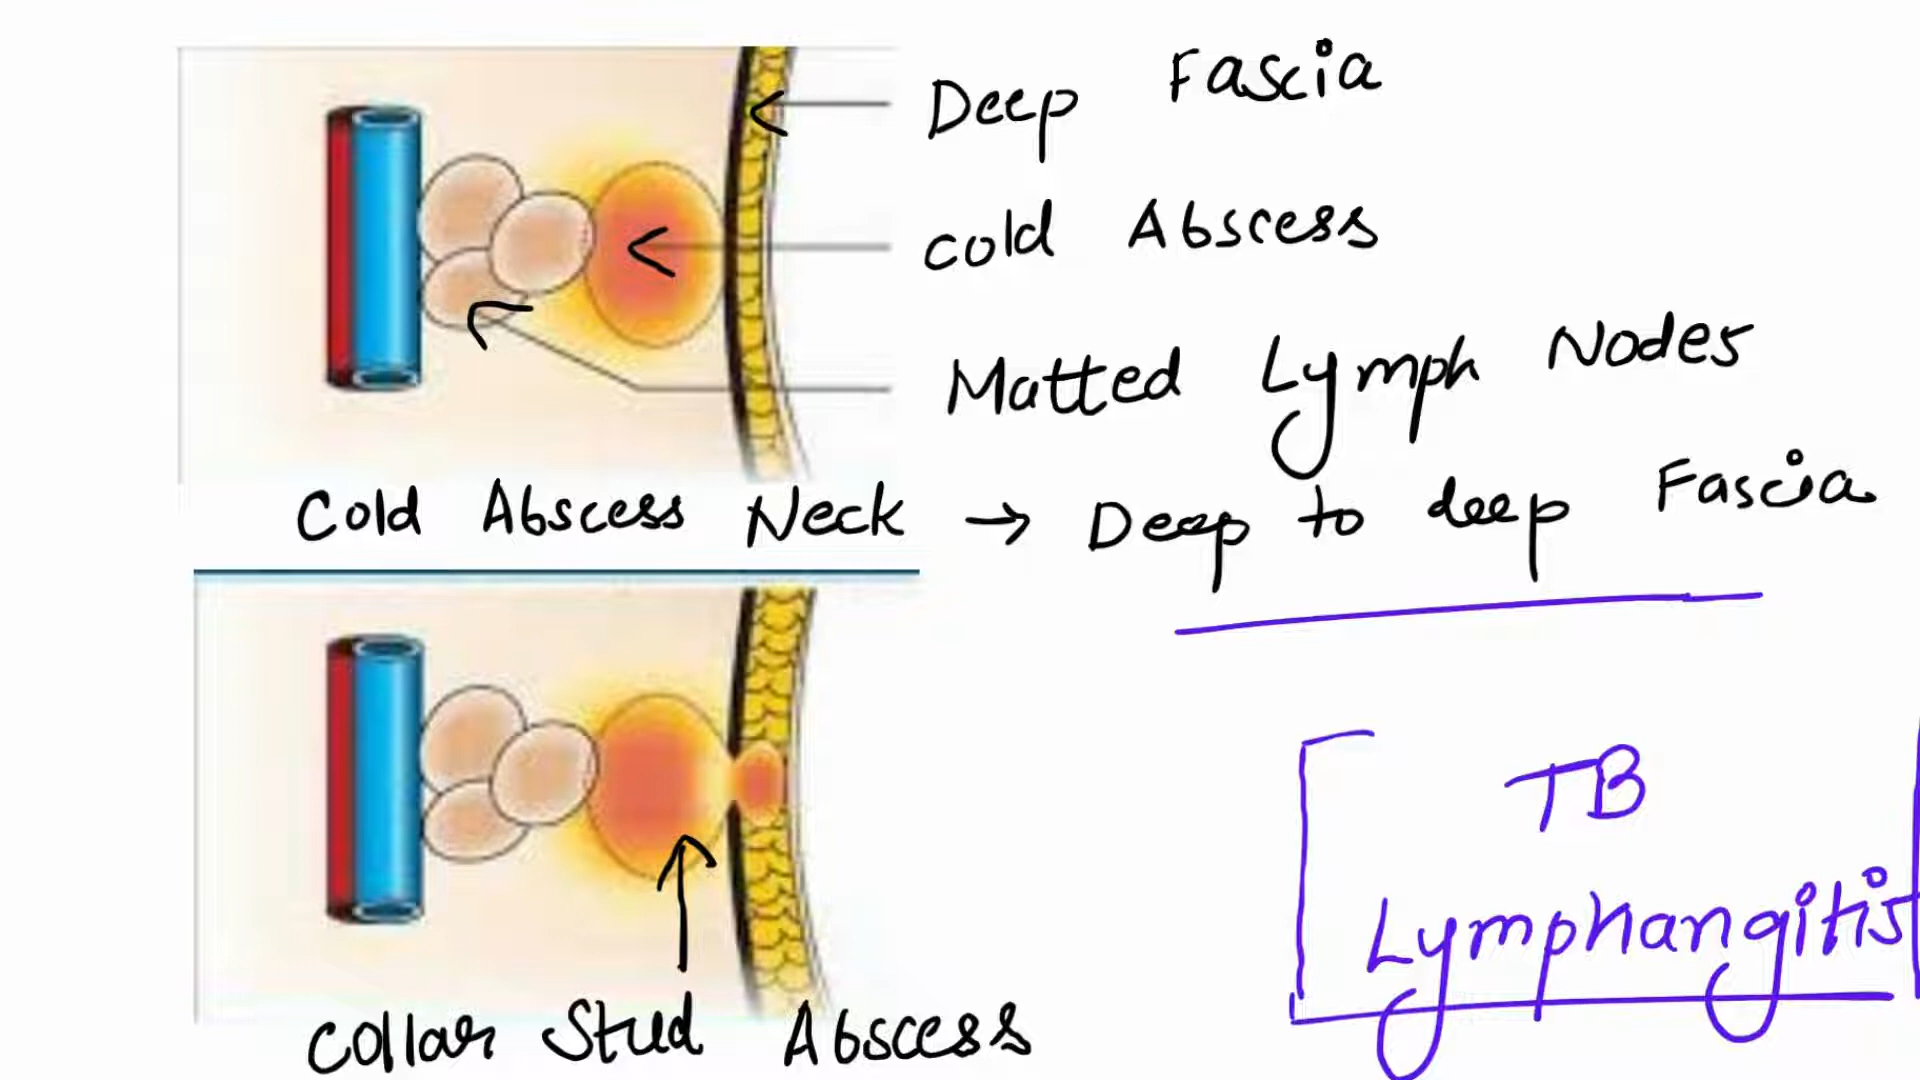 Deep Fascia
Cold Abscess
Matted Lymph Nodes
Cold Abscess Neck → Deep to deep Fascia
TB
Lymphangitis
Collar Stud Abscess